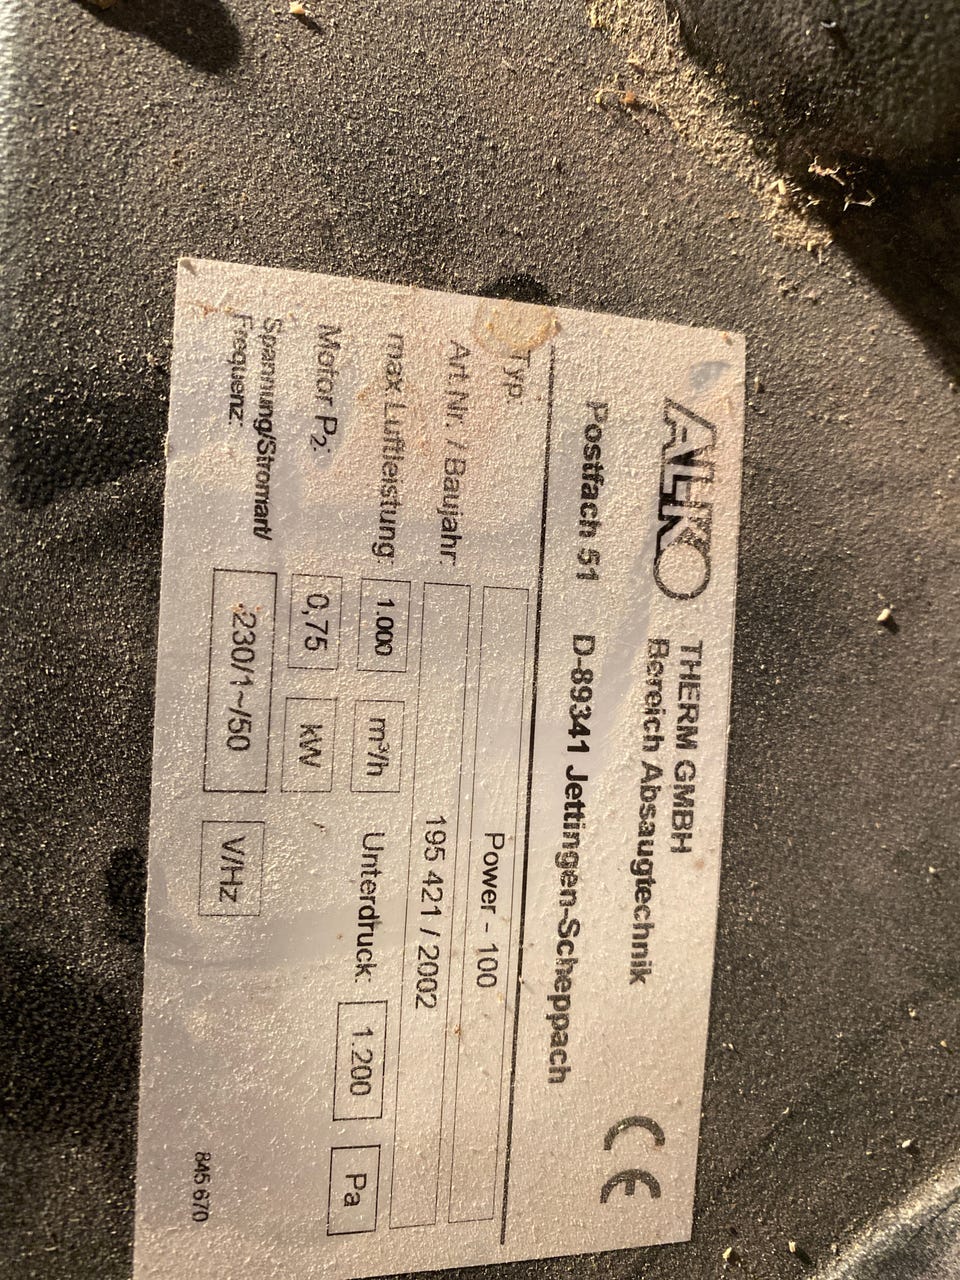 AL-KO THERM GMBH
Bereich Absaugtechnik
CE
Postfach 51 D-89341 Jettingen-Scheppach
Typ: Power - 100
Art.Nr. / Baujahr: 195 421 / 2002
max.Luftleistung: 1.000 m³/h Unterdruck: 1.200 Pa
Motor P2: 0,75 kW
Spannung/Stromart/
Frequenz: 230/1~/50 V/Hz
845 670